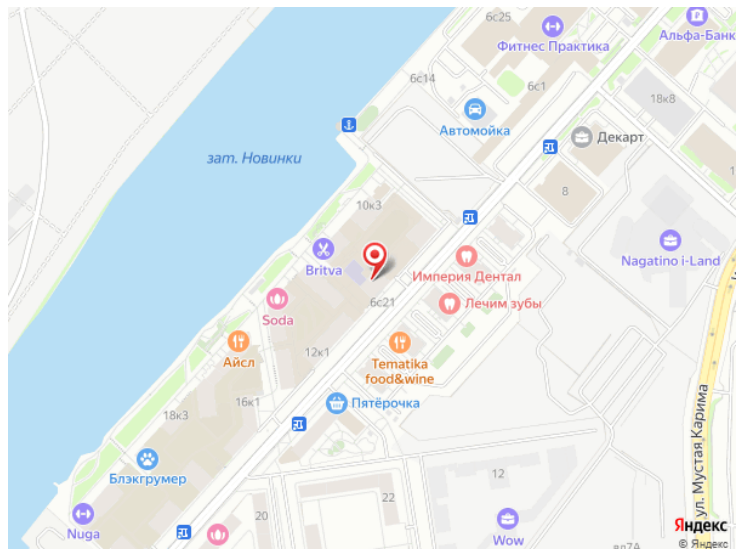 6с25
Фитнес Практика
Альфа-Банк
6с14
6с1
18к8
Автомойка
Декарт
зат. Новинки
8
10к3
Империя Дентал
Nagatino i-Land
Britva
6с21
Лечим зубы
Soda
12к1
Айсл
Tematika
food&wine
16к1
Пятёрочка
18к3
ул. Мустая Карима
Блэкгрумер
12
22
20
Nuga
Wow
вл7А
Яндекс
© Яндекс